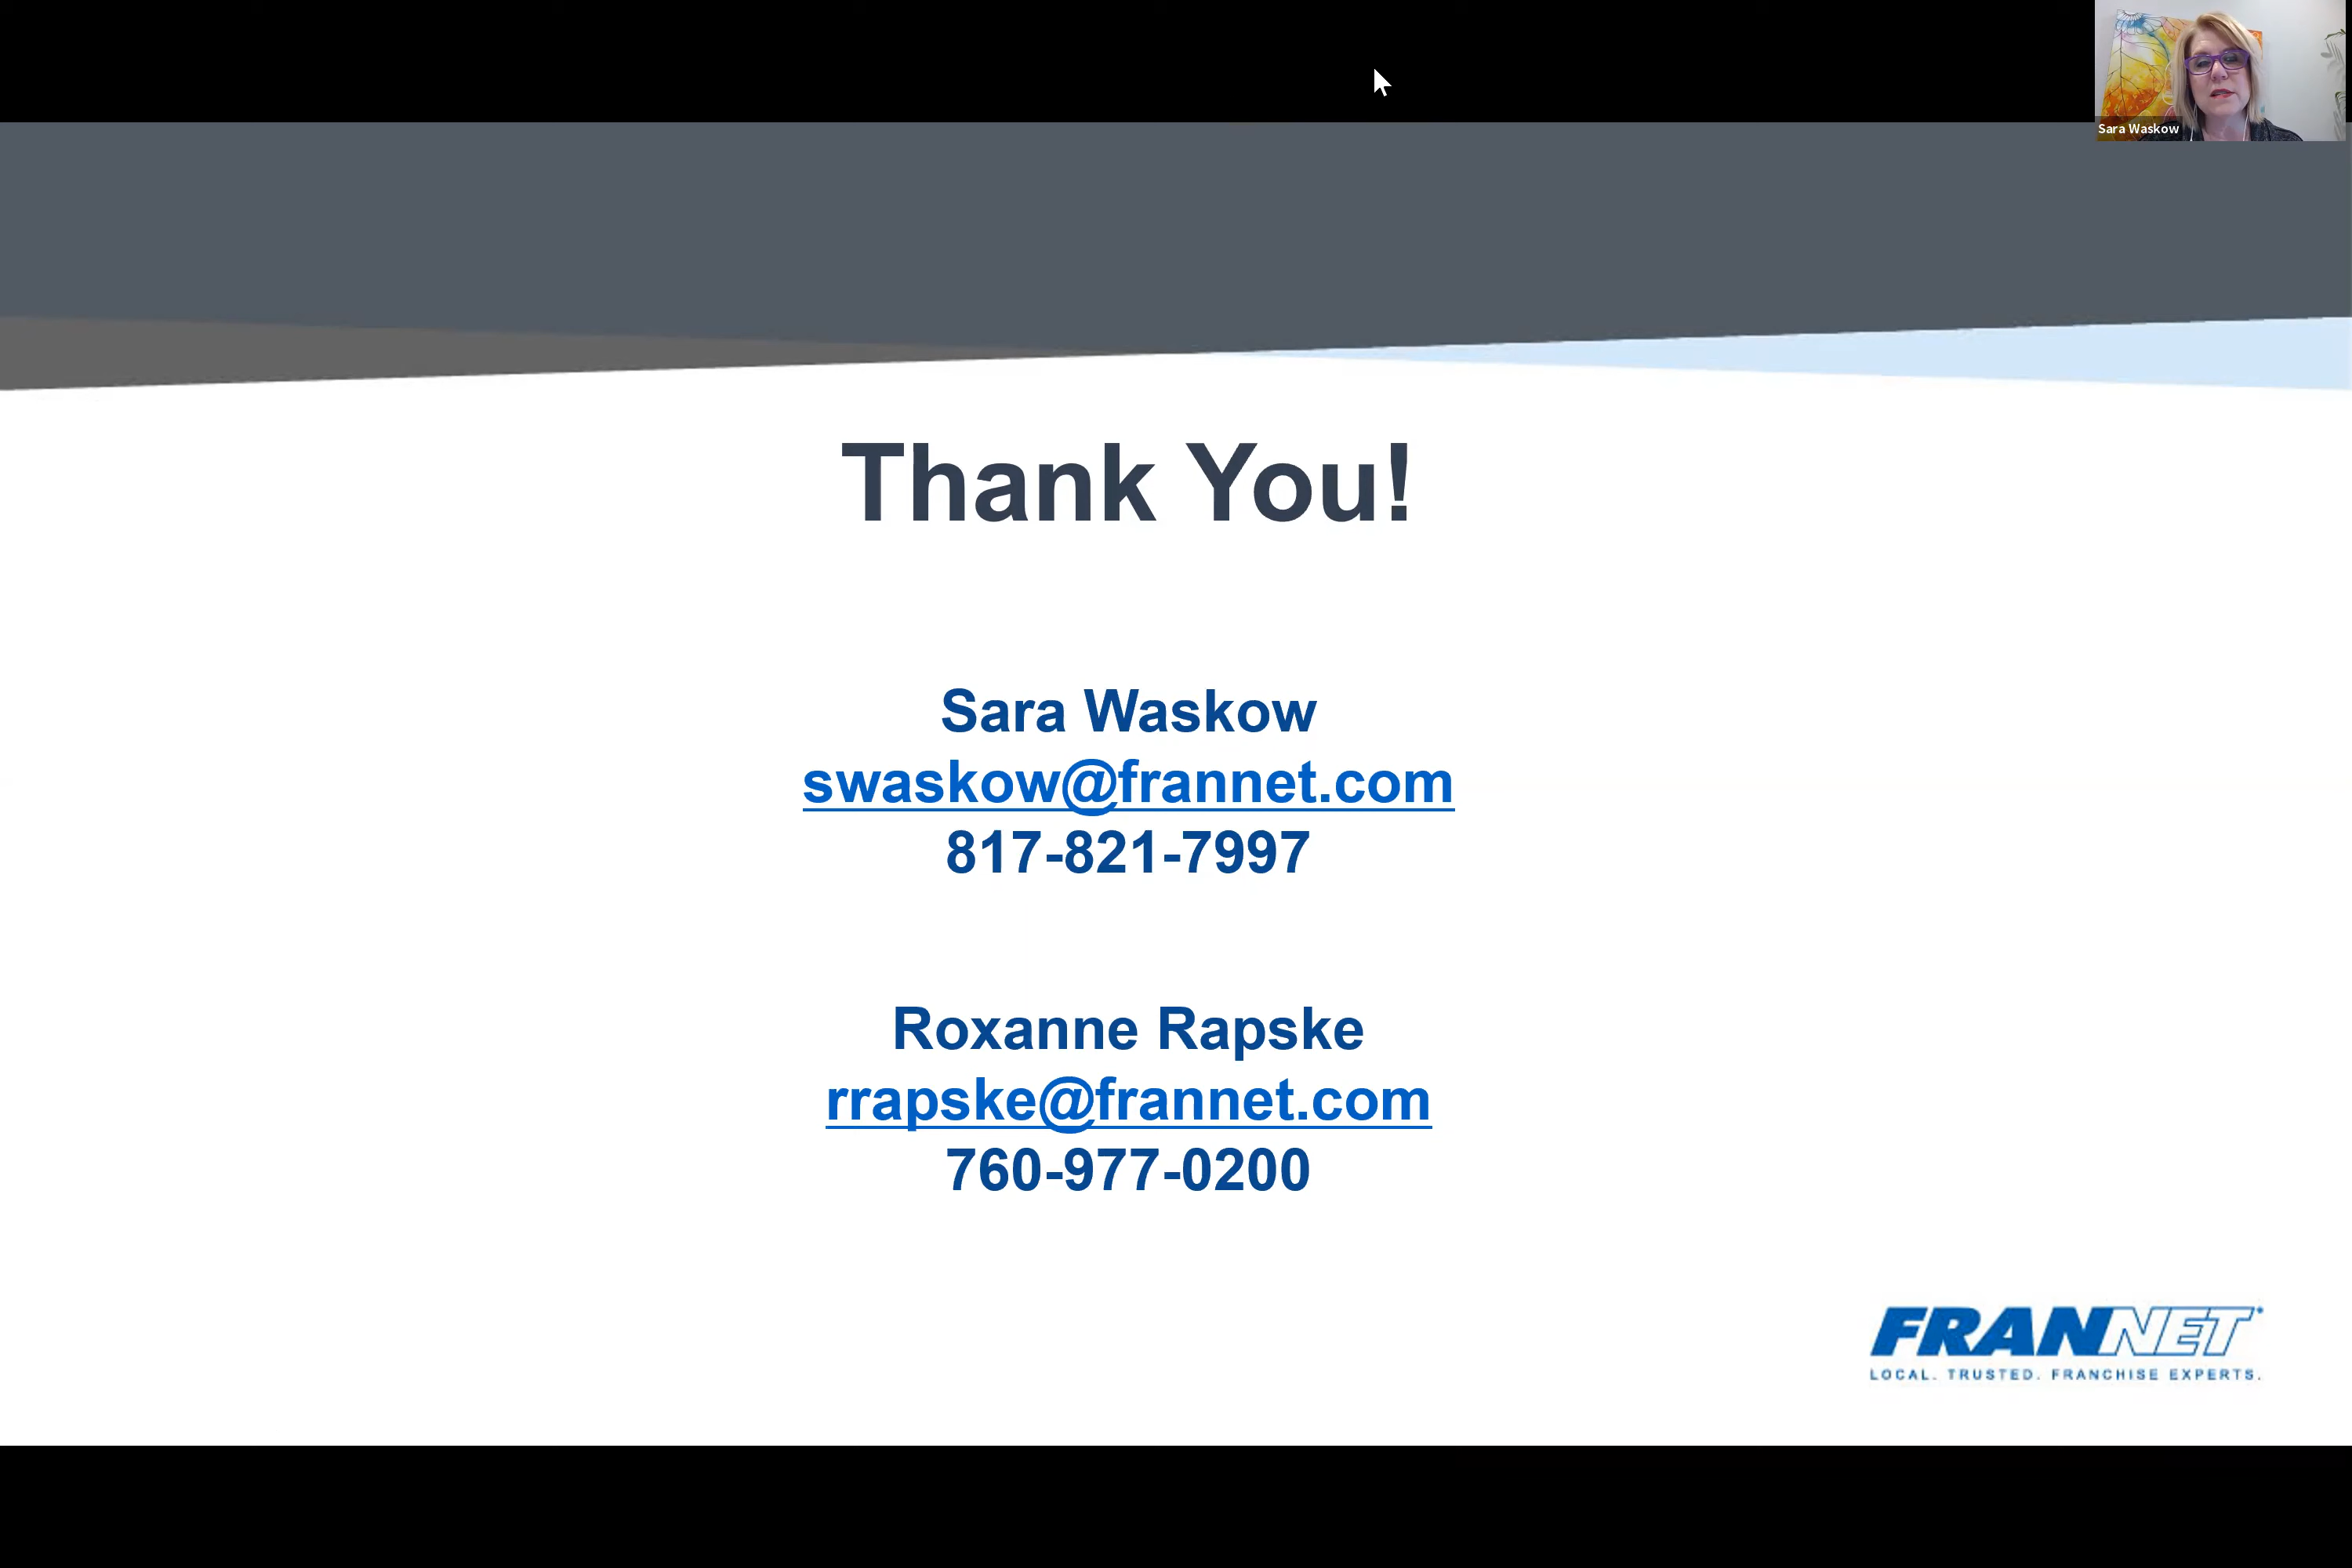 Sara Waskow
Thank You!
Sara Waskow
swaskow@frannet.com
817-821-7997
Roxanne Rapske
rrapske@frannet.com
760-977-0200
FRANNET
LOCAL. TRUSTED. FRANCHISE EXPERTS.